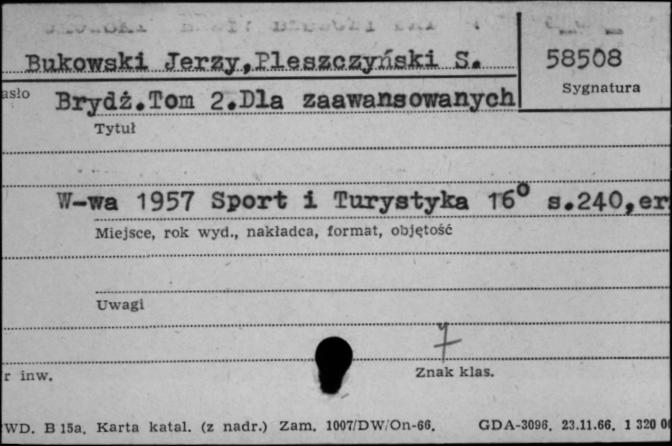 Bukowski Jerzy,Pleszczyński S.
58508
Sygnatura
asło
Brydż.Tom 2.Dla zaawansowanych
Tytuł
W-wa 1957 Sport i Turystyka 16° s.240,er
Miejsce, rok wyd., nakładca, format, objętość
Uwagi
7
r inw.
Znak klas.
WD. B 15a. Karta katal. (z nadr.) Zam. 1007/DW/On-66. GDA-3096. 23.11.66. 1 320 0